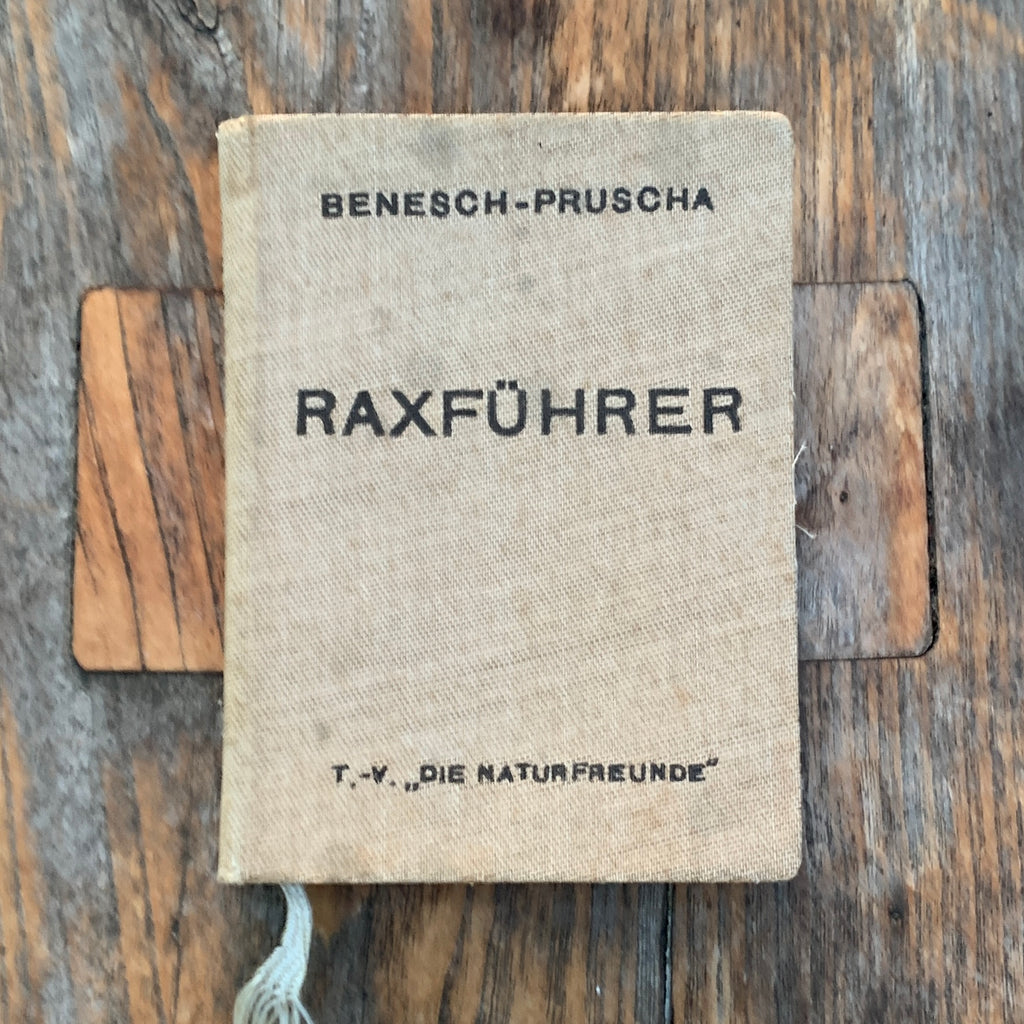 BENESCH-PRUSCHA
RAXFÜHRER
T.-V. „DIE NATURFREUNDE"